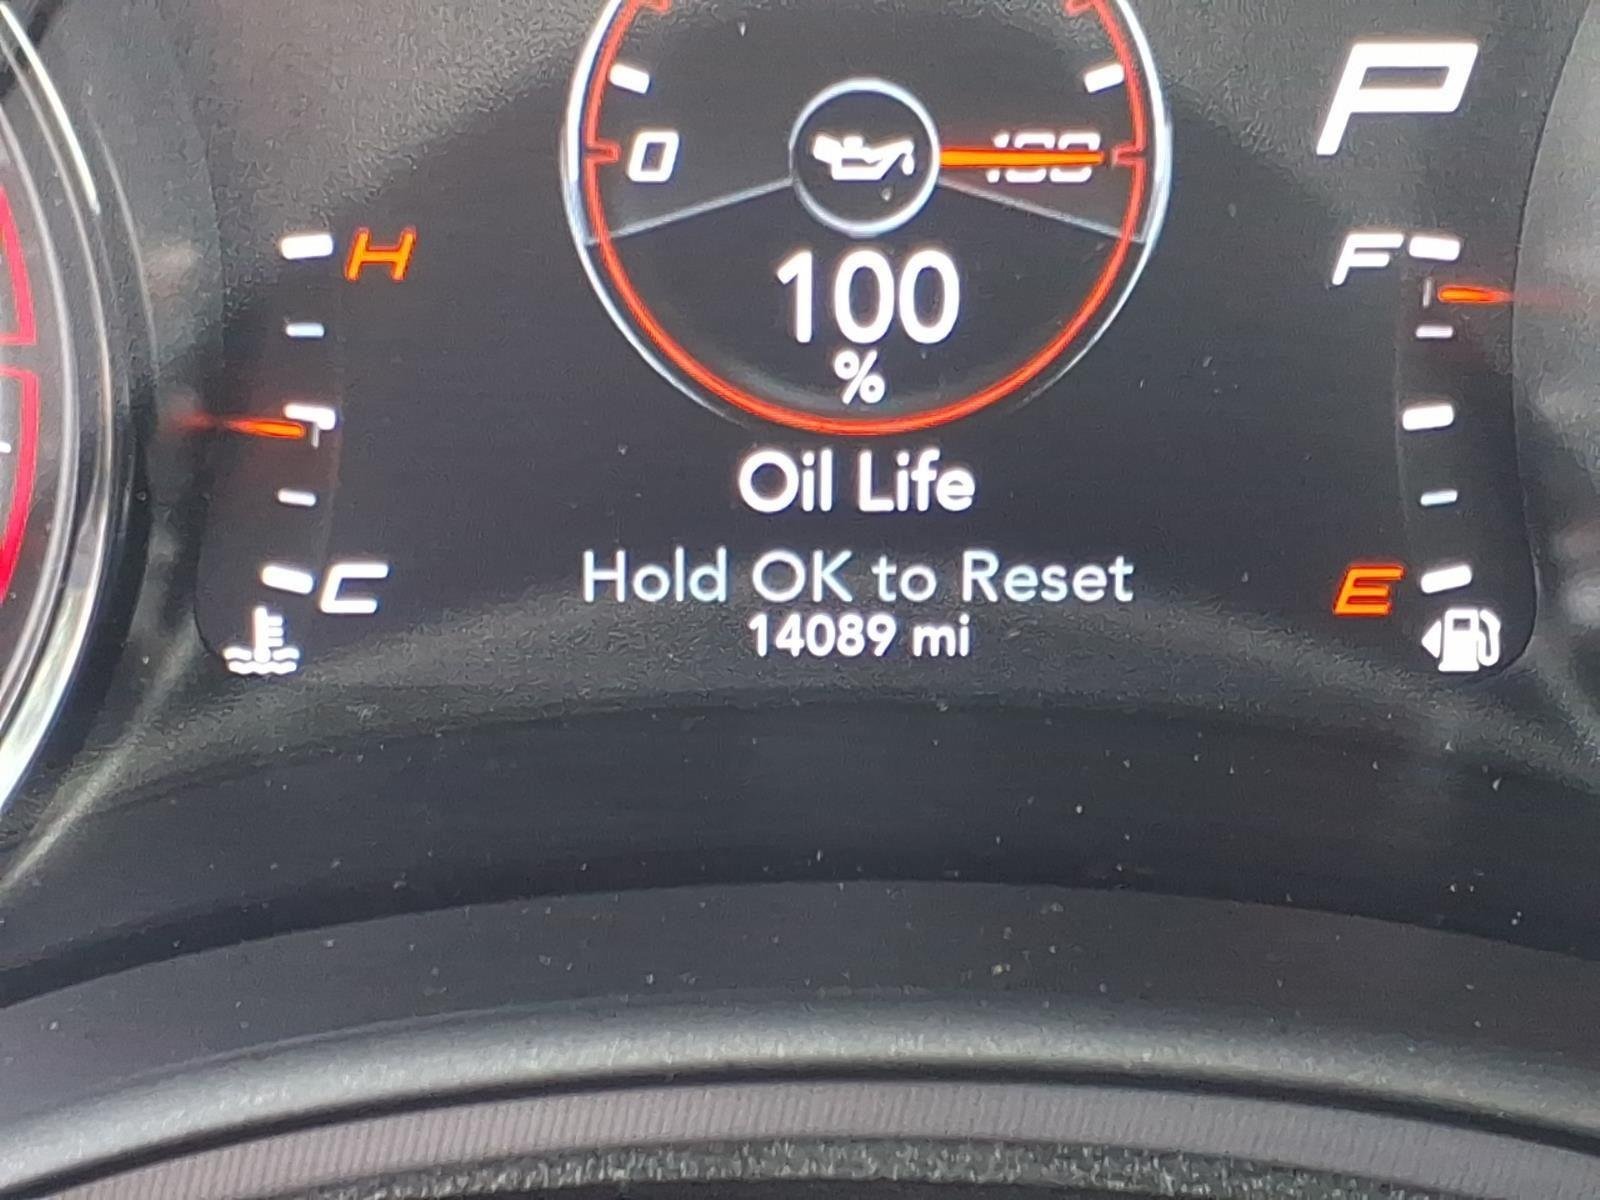 P
0 100
H
F
100
%
Oil Life
Hold OK to Reset
C
E
14089 mi